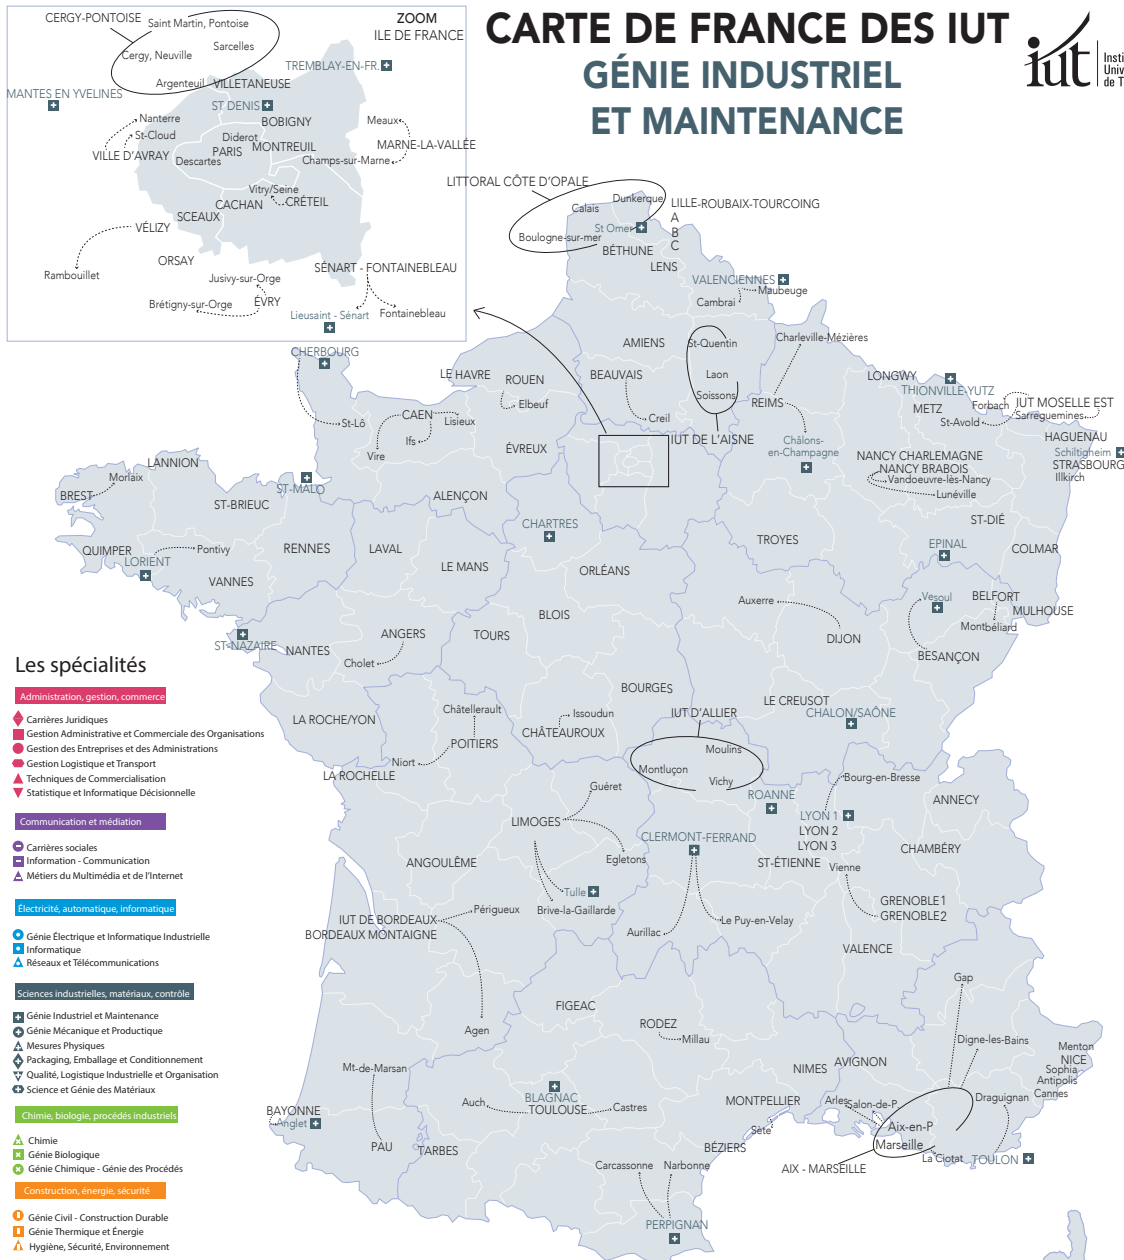 CARTE DE FRANCE DES IUT
GÉNIE INDUSTRIEL
ET MAINTENANCE
iut
Insti
Univ
de T
ZOOM
ILE DE FRANCE
CERGY-PONTOISE
Saint Martin, Pontoise
Sarcelles
Cergy, Neuville
Argenteuil
VILLETANEUSE
TREMBLAY-EN-FR.
MANTES EN YVELINES
ST DENIS
Nanterre
BOBIGNY
Meaux
St-Cloud
Diderot
MARNE-LA-VALLÉE
VILLE D'AVRAY
PARIS
MONTREUIL
Descartes
Champs-sur-Marne
Vitry/Seine
CACHAN
CRÉTEIL
SCEAUX
VÉLIZY
ORSAY
SÉNART - FONTAINEBLEAU
Rambouillet
Jusivy-sur-Orge
Brétigny-sur-Orge
ÉVRY
Lieusaint - Sénart
Fontainebleau
LITTORAL CÔTE D'OPALE
Dunkerque
Calais
LILLE-ROUBAIX-TOURCOING
A
B
C
St Omer
Boulogne-sur-mer
BÉTHUNE
LENS
VALENCIENNES
Maubeuge
Cambrai
CHERBOURG
AMIENS
St-Quentin
Charleville-Mézières
LE HAVRE
ROUEN
BEAUVAIS
Laon
LONGWY
THIONVILLE-YUTZ
Soissons
Elbeuf
REIMS
METZ
Forbach
IUT MOSELLE EST
Sarreguemines
St-Avold
St-Lô
CAEN
Lisieux
Creil
Ifs
IUT DE L'AISNE
Châlons-
en-Champagne
HAGUENAU
Schiltigheim
STRASBOURG
Illkirch
Vire
ÉVREUX
NANCY CHARLEMAGNE
NANCY BRABOIS
Vandoeuvre-lès-Nancy
Lunéville
LANNION
Morlaix
BREST
ST-MALO
ST-BRIEUC
ALENÇON
CHARTRES
TROYES
ST-DIÉ
EPINAL
COLMAR
QUIMPER
LORIENT
Pontivy
RENNES
LAVAL
LE MANS
ORLÉANS
VANNES
Auxerre
Vesoul
BELFORT
MULHOUSE
Montbéliard
BLOIS
DIJON
BESANÇON
ST-NAZAIRE
NANTES
ANGERS
TOURS
Cholet
BOURGES
LE CREUSOT
CHALON/SAÔNE
LA ROCHE/YON
Châtellerault
Issoudun
IUT D'ALLIER
CHÂTEAUROUX
POITIERS
Moulins
Niort
Montluçon
Vichy
LA ROCHELLE
Guéret
Bourg-en-Bresse
ROANNE
ANNECY
LIMOGES
LYON 1
LYON 2
LYON 3
CLERMONT-FERRAND
CHAMBÉRY
ANGOULÊME
Egletons
ST-ÉTIENNE
Vienne
Tulle
Périgueux
Brive-la-Gaillarde
IUT DE BORDEAUX
BORDEAUX MONTAIGNE
Le Puy-en-Velay
Aurillac
GRENOBLE1
GRENOBLE2
VALENCE
Gap
FIGEAC
Agen
RODEZ
Millau
Digne-les-Bains
Menton
NICE
Sophia
Antipolis
Cannes
Mt-de-Marsan
NIMES
AVIGNON
BLAGNAC
Auch
TOULOUSE
Castres
MONTPELLIER
Arles
Salon-de-P
Draguignan
BAYONNE
Anglet
Sète
Aix-en-P
Marseille
PAU
TARBES
BÉZIERS
La Ciotat
TOULON
AIX - MARSEILLE
Carcassonne
Narbonne
PERPIGNAN
Les spécialités
Administration, gestion, commerce
Carrières Juridiques
Gestion Administrative et Commerciale des Organisations
Gestion des Entreprises et des Administrations
Gestion Logistique et Transport
Techniques de Commercialisation
Statistique et Informatique Décisionnelle
Communication et médiation
Carrières sociales
Information - Communication
Métiers du Multimédia et de l'Internet
Électricité, automatique, informatique
Génie Électrique et Informatique Industrielle
Informatique
Réseaux et Télécommunications
Sciences industrielles, matériaux, contrôle
Génie Industriel et Maintenance
Génie Mécanique et Productique
Mesures Physiques
Packaging, Emballage et Conditionnement
Qualité, Logistique Industrielle et Organisation
Science et Génie des Matériaux
Chimie, biologie, procédés industriels
Chimie
Génie Biologique
Génie Chimique - Génie des Procédés
Construction, énergie, sécurité
Génie Civil - Construction Durable
Génie Thermique et Énergie
Hygiène, Sécurité, Environnement